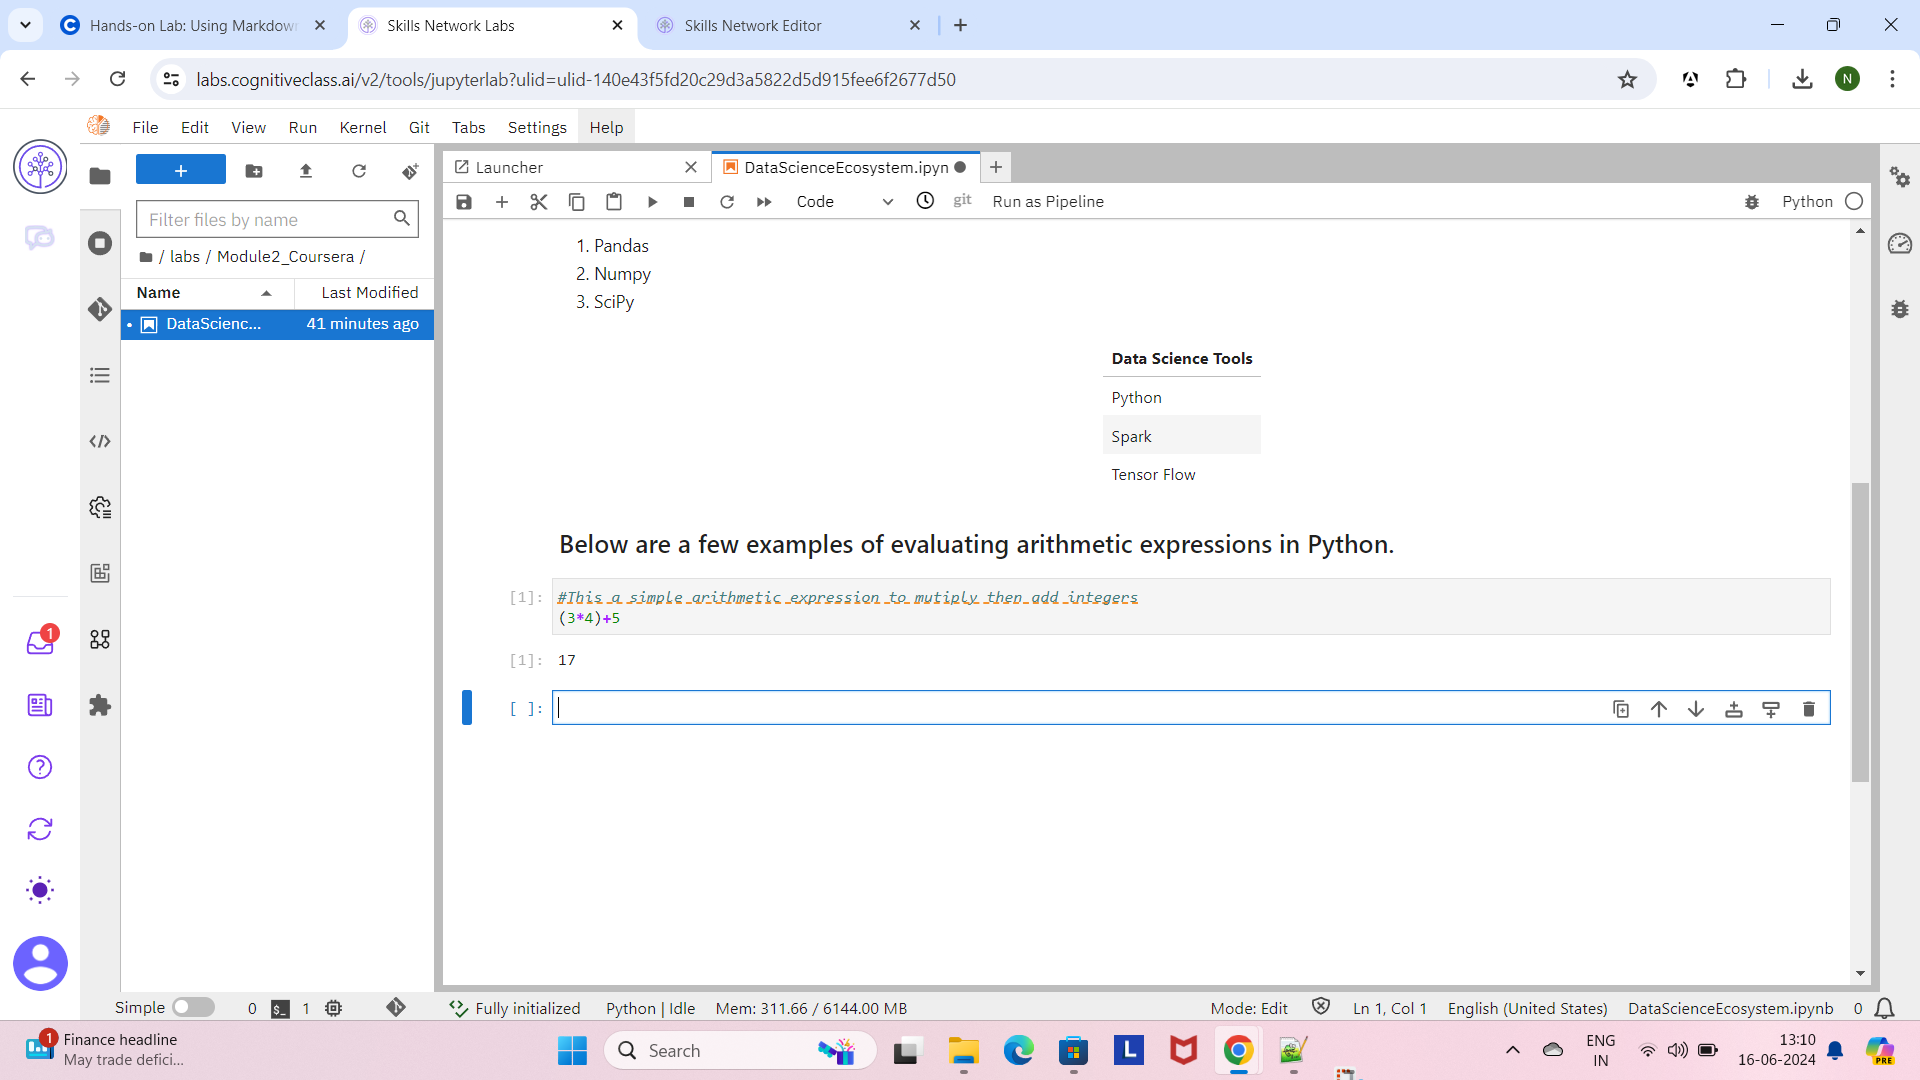 Hands-on Lab: Using Markdown
Skills Network Labs
Skills Network Editor
labs.cognitiveclass.ai/v2/tools/jupyterlab?ulid=ulid-140e43f5fd20c29d3a5822d5d915fee6f2677d50
N
File Edit View Run Kernel Git Tabs Settings Help
Launcher
DataScienceEcosystem.ipyn
Code
git
Run as Pipeline
Python
Filter files by name
/ labs / Module2_Coursera /
Name Last Modified
DataScienc... 41 minutes ago
1. Pandas
2. Numpy
3. SciPy
Data Science Tools
Python
Spark
Tensor Flow
Below are a few examples of evaluating arithmetic expressions in Python.
[1]: #This a simple arithmetic expression to mutiply then add integers
(3*4)+5
[1]: 17
[ ]:
1
Simple 0 $_ 1 Fully initialized Python | Idle Mem: 311.66 / 6144.00 MB Mode: Edit Ln 1, Col 1 English (United States) DataScienceEcosystem.ipynb 0
1
Finance headline
May trade defici...
Search
L
ENG
IN
13:10
16-06-2024
PRE